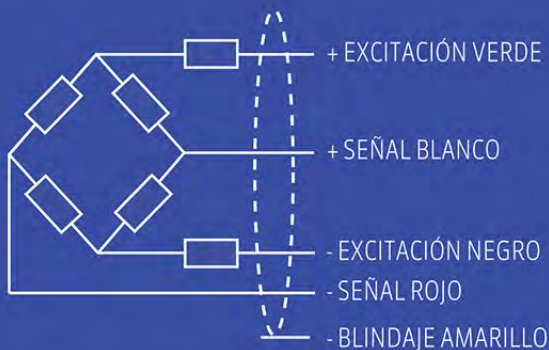 + EXCITACIÓN VERDE
+ SEÑAL BLANCO
- EXCITACIÓN NEGRO
- SEÑAL ROJO
- BLINDAJE AMARILLO